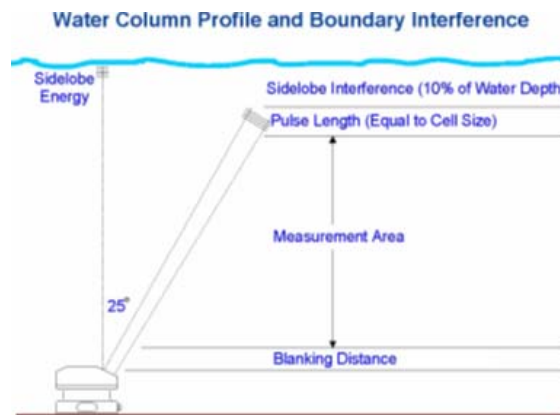 Water Column Profile and Boundary Interference
Sidelobe
Energy
Sidelobe Interference (10% of Water Depth
Pulse Length (Equal to Cell Size)
Measurement Area
25°
Blanking Distance